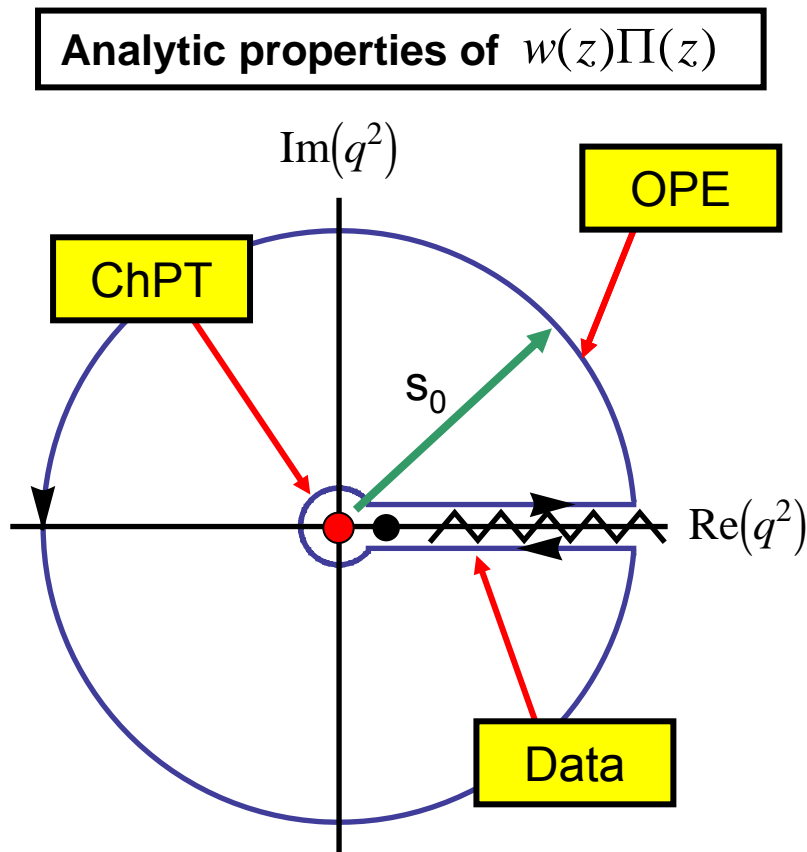 Analytic properties of w(z)Π(z)
Im(q²)
OPE
ChPT
s₀
Re(q²)
Data